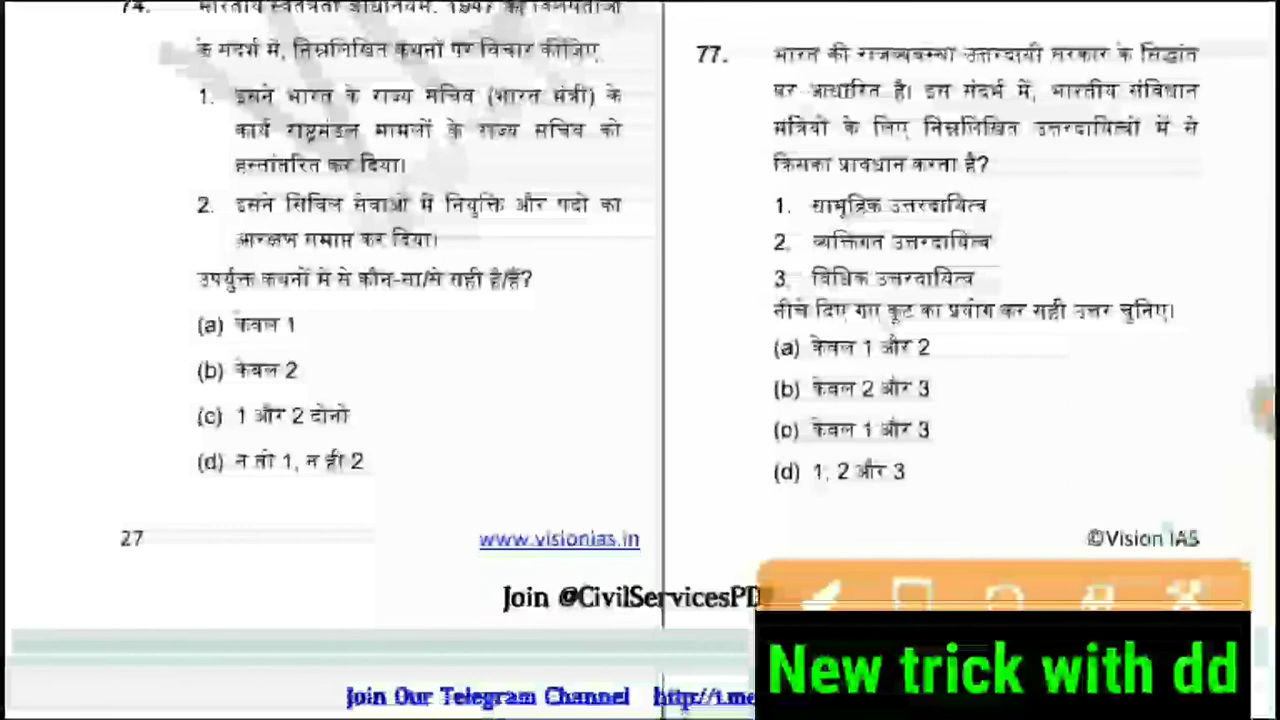 74. भारतीय स्वतंत्रता अधिनियम, 1947 की विशेषताओं
के संदर्भ में, निम्नलिखित कथनों पर विचार कीजिए
1. इसने भारत के राज्य सचिव (भारत मंत्री) के
कार्य राष्ट्रमंडल मामलों के राज्य सचिव को
हस्तांतरित कर दिया।
2. इसने सिविल सेवाओं में नियुक्ति और पदों का
आरक्षण समाप्त कर दिया।
उपर्युक्त कथनों में से कौन-सा/से सही है/हैं?
(a) केवल 1
(b) केवल 2
(c) 1 और 2 दोनों
(d) न तो 1, न ही 2
27
www.visionias.in
77. भारत की राजव्यवस्था उत्तरदायी सरकार के सिद्धांत
पर आधारित है। इस संदर्भ में, भारतीय संविधान
मंत्रियों के लिए निम्नलिखित उत्तरदायित्वों में से
किसका प्रावधान करता है?
1. सामूहिक उत्तरदायित्व
2. व्यक्तिगत उत्तरदायित्व
3. विधिक उत्तरदायित्व
नीचे दिए गए कूट का प्रयोग कर सही उत्तर चुनिए।
(a) केवल 1 और 2
(b) केवल 2 और 3
(c) केवल 1 और 3
(d) 1, 2 और 3
©Vision IAS
Join @CivilServicesPD
New trick with dd
Join Our Telegram Channel http://t.me